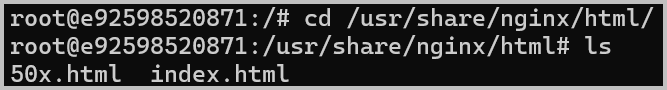 root@e92598520871:/# cd /usr/share/nginx/html/
root@e92598520871:/usr/share/nginx/html# ls
50x.html  index.html